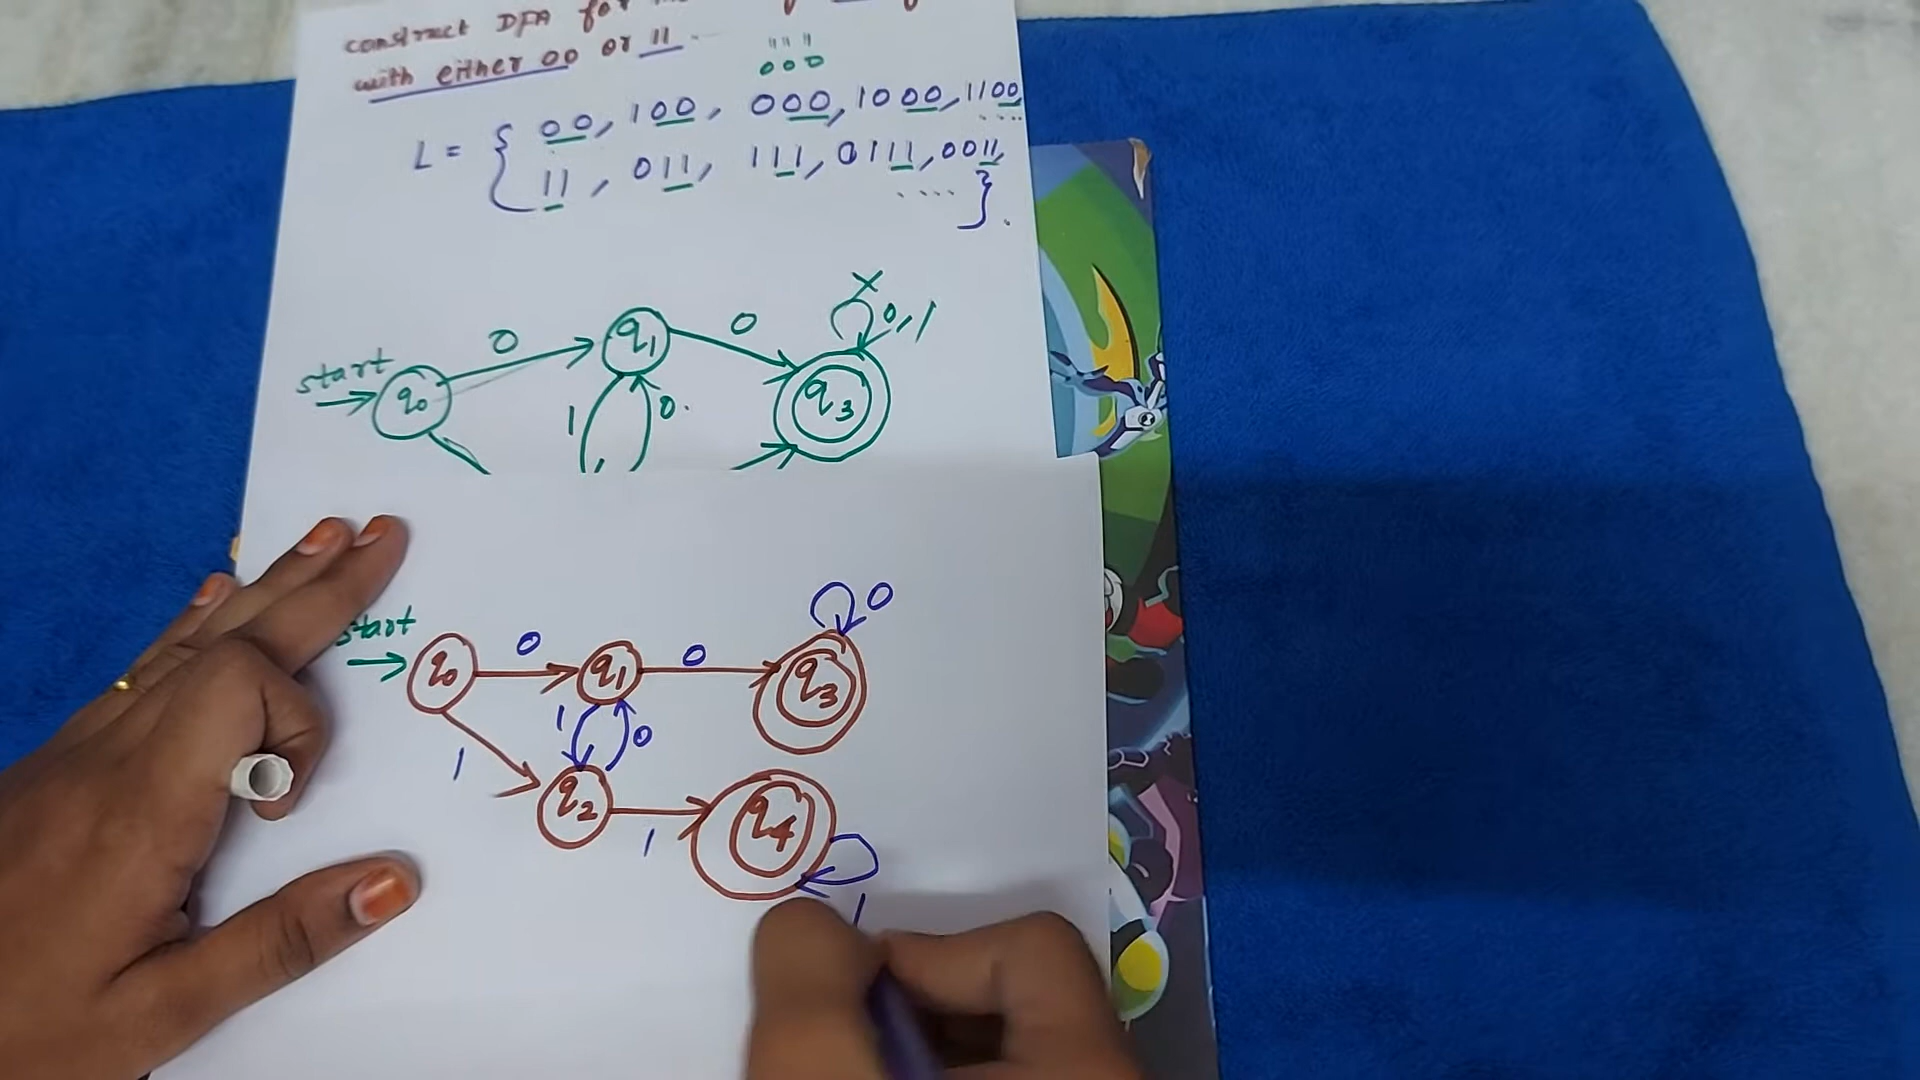 construct DFA for
with either 00 or 11
111
000
L = { 00, 100, 000, 1000, 1100, ....
11, 011, 111, 0111, 0011, .... }.
start
q0
0
q1
0
0,1
q3
1
0
start
q0
0
q1
0
q3
0
1
0
1
q2
1
q4
1